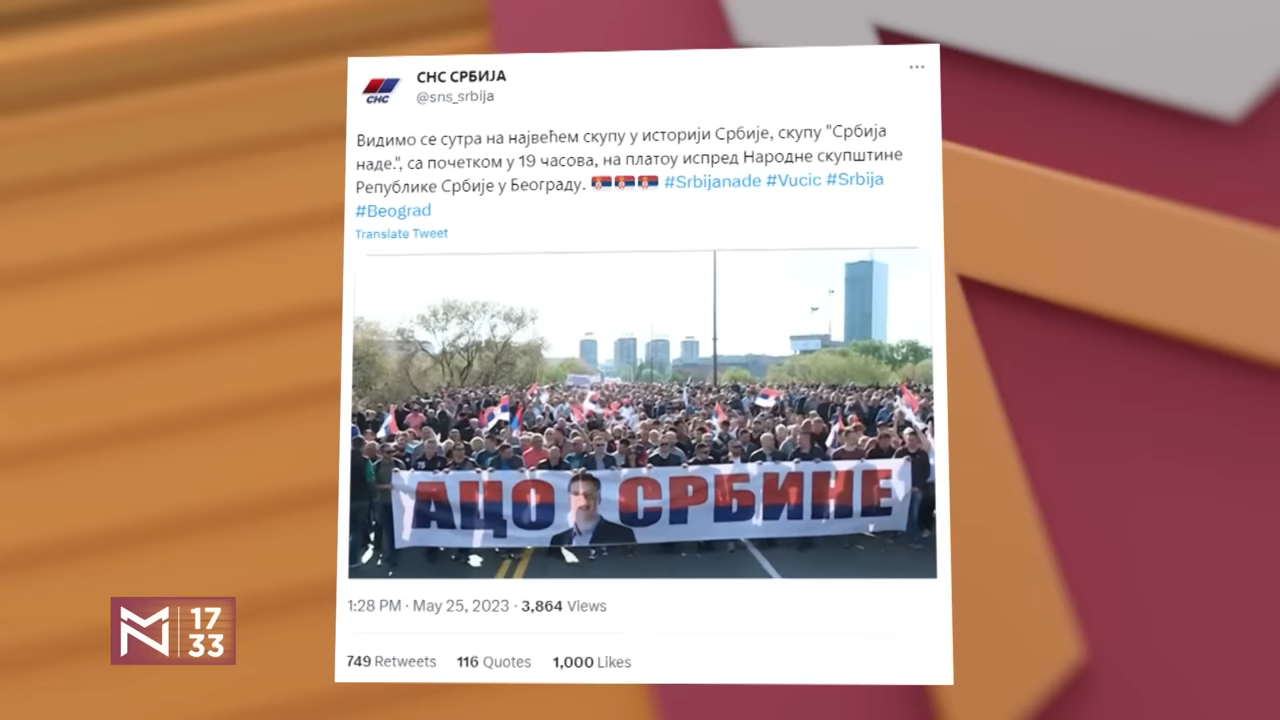 СНС СРБИЈА
СНС
@sns_srbija
Видимо се сутра на највећем скупу у историји Србије, скупу "Србија
наде.", са почетком у 19 часова, на платоу испред Народне скупштине
Републике Србије у Београду. 🇷🇸🇷🇸🇷🇸 #Srbijanade #Vucic #Srbija
#Beograd
Translate Tweet
АЦО СРБИНЕ
1:28 PM · May 25, 2023 · 3,864 Views
749 Retweets 116 Quotes 1,000 Likes
17
33